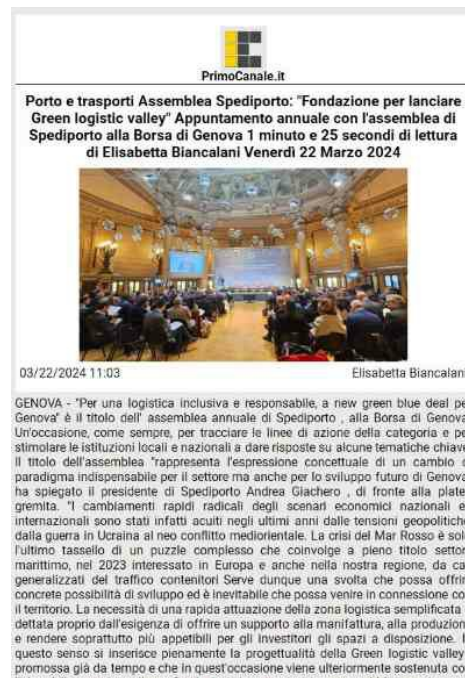 PrimoCanale.it
Porto e trasporti Assemblea Spediporto: "Fondazione per lanciare
Green logistic valley" Appuntamento annuale con l'assemblea di
Spediporto alla Borsa di Genova 1 minuto e 25 secondi di lettura
di Elisabetta Biancalani Venerdì 22 Marzo 2024
03/22/2024 11:03 Elisabetta Biancalani
GENOVA - "Per una logistica inclusiva e responsabile, a new green blue deal pe
Genova" è il titolo dell' assemblea annuale di Spediporto , alla Borsa di Genova
Un'occasione, come sempre, per tracciare le linee di azione della categoria e pe
stimolare le istituzioni locali e nazionali a dare risposte su alcune tematiche chiave
Il titolo dell'assemblea "rappresenta l'espressione concettuale di un cambio d
paradigma indispensabile per il settore ma anche per lo sviluppo futuro di Genova
ha spiegato il presidente di Spediporto Andrea Giachero , di fronte alla plate
gremita. "I cambiamenti rapidi radicali degli scenari economici nazionali e
internazionali sono stati infatti acuiti negli ultimi anni dalle tensioni geopolitich
dalla guerra in Ucraina al neo conflitto mediorientale. La crisi del Mar Rosso è sol
l'ultimo tassello di un puzzle complesso che coinvolge a pieno titolo settor
marittimo, nel 2023 interessato in Europa e anche nella nostra regione, da cal
generalizzati del traffico contenitori Serve dunque una svolta che possa offrir
concrete possibilità di sviluppo ed è inevitabile che possa venire in connessione co
il territorio. La necessità di una rapida attuazione della zona logistica semplificata
dettata proprio dall'esigenza di offrire un supporto alla manifattura, alla produzion
e rendere soprattutto più appetibili per gli investitori gli spazi a disposizione. I
questo senso si inserisce pienamente la progettualità della Green logistic valley
promossa già da tempo e che in quest'occasione viene ulteriormente sostenuta co